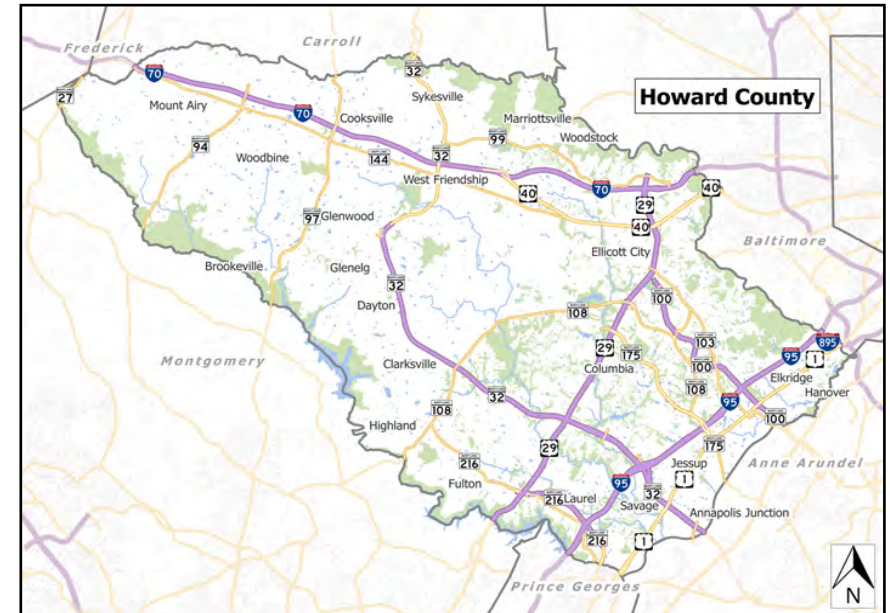 Frederick
Carroll
Howard County
70
32
27
Mount Airy
Sykesville
70
Cooksville
Marriottsville
94
99
Woodstock
Woodbine
144
32
West Friendship
40
70
40
29
97
Glenwood
40
Baltimore
Ellicott City
Brookeville
Glenelg
32
100
Dayton
108
103
895
Montgomery
29
175
95
1
Clarksville
Columbia
100
Elkridge
32
108
95
Hanover
108
100
Highland
29
175
216
Jessup
Anne Arundel
Fulton
95
1
216
Laurel
32
Savage
Annapolis Junction
216
1
Prince Georges
N